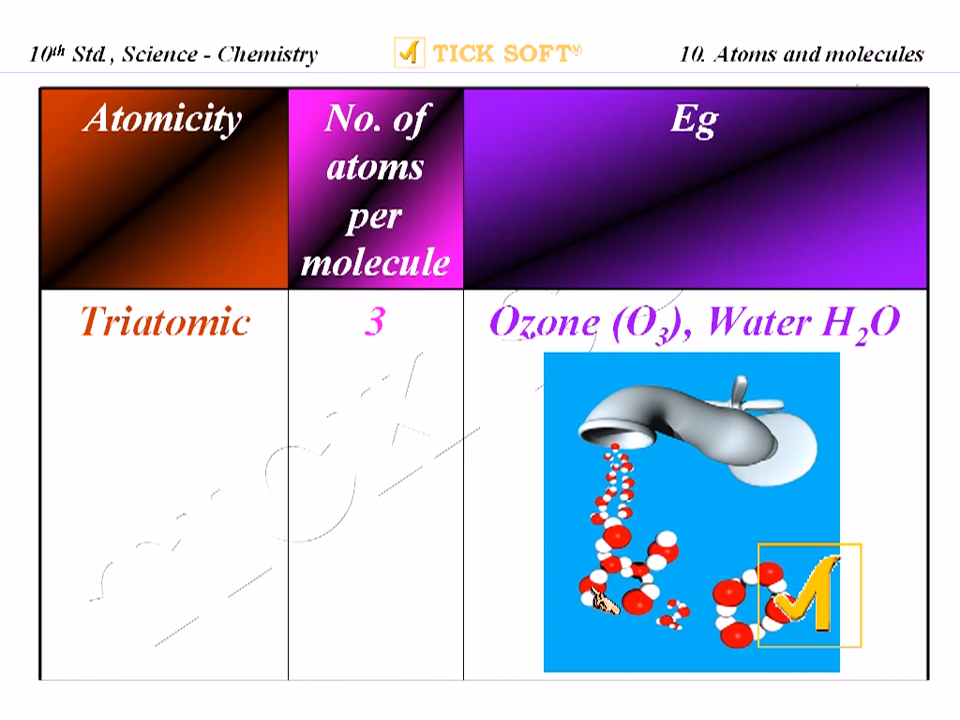 10th Std., Science - Chemistry
TICK SOFT®
10. Atoms and molecules
Atomicity
No. of
atoms
per
molecule
Eg
Triatomic
3
Ozone (O3), Water H2O
TICK